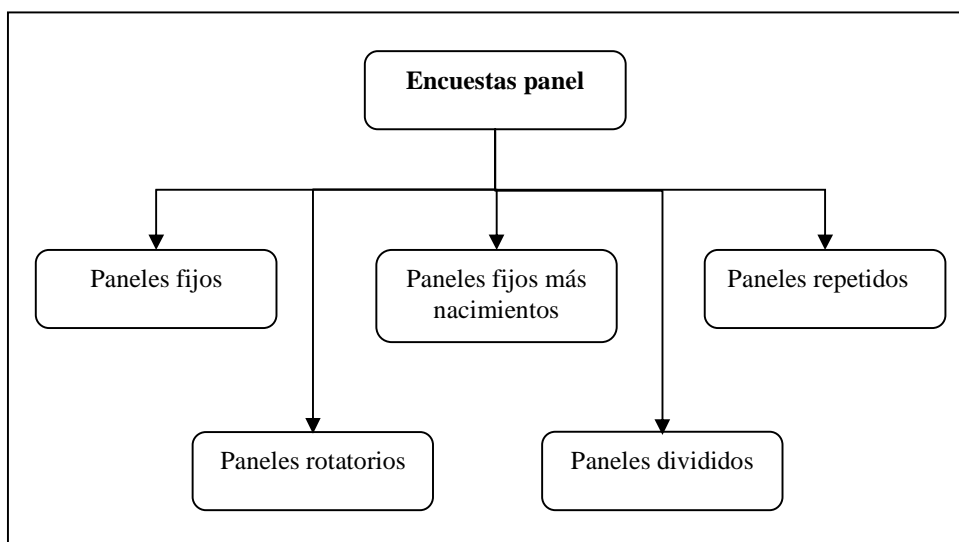 Encuestas panel
Paneles fijos
Paneles fijos más
nacimientos
Paneles repetidos
Paneles rotatorios
Paneles divididos